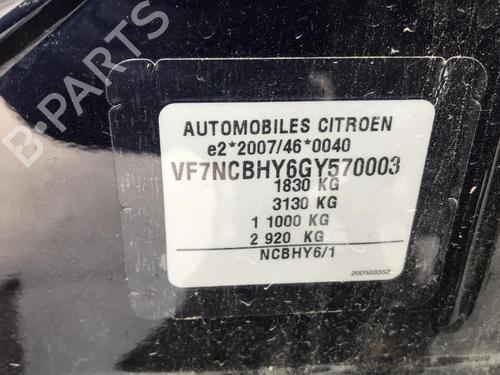 B-PARTS
AUTOMOBILES CITROEN
e2*2007/46*0040
VF7NCBHY6GY570003
1830 KG
3130 KG
1 1000 KG
2 920 KG
NCBHY6/1
200503352